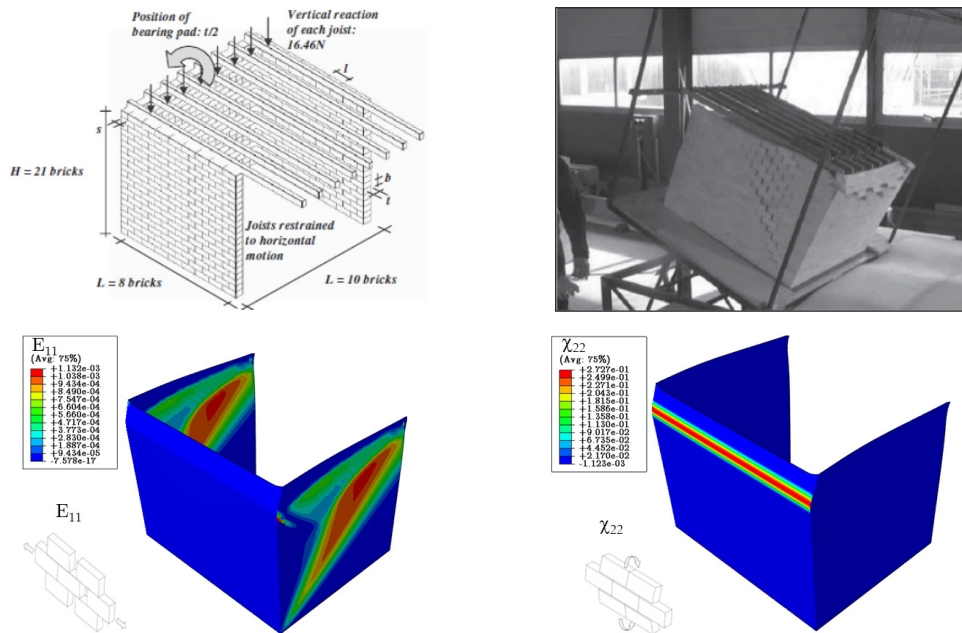 Position of
bearing pad: t/2
Vertical reaction
of each joist:
16.46N
l
s
H = 21 bricks
b
t
Joists restrained
to horizontal
motion
L = 8 bricks
L = 10 bricks
E11
(Avg: 75%)
+1.132e-03
+1.038e-03
+9.434e-04
+8.490e-04
+7.547e-04
+6.604e-04
+5.660e-04
+4.717e-04
+3.773e-04
+2.830e-04
+1.887e-04
+9.434e-05
-7.578e-17
E11
χ22
(Avg: 75%)
+2.727e-01
+2.499e-01
+2.271e-01
+2.043e-01
+1.815e-01
+1.586e-01
+1.358e-01
+1.130e-01
+9.017e-02
+6.735e-02
+4.452e-02
+2.170e-02
-1.123e-03
χ22